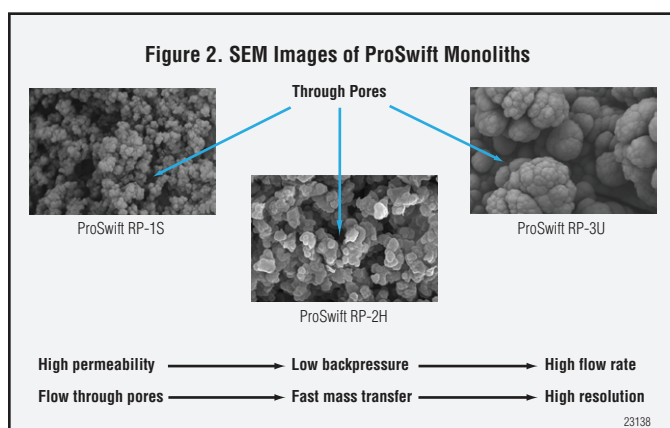 Figure 2. SEM Images of ProSwift Monoliths
Through Pores
ProSwift RP-1S
ProSwift RP-3U
ProSwift RP-2H
High permeability Low backpressure High flow rate
Flow through pores Fast mass transfer High resolution
23138